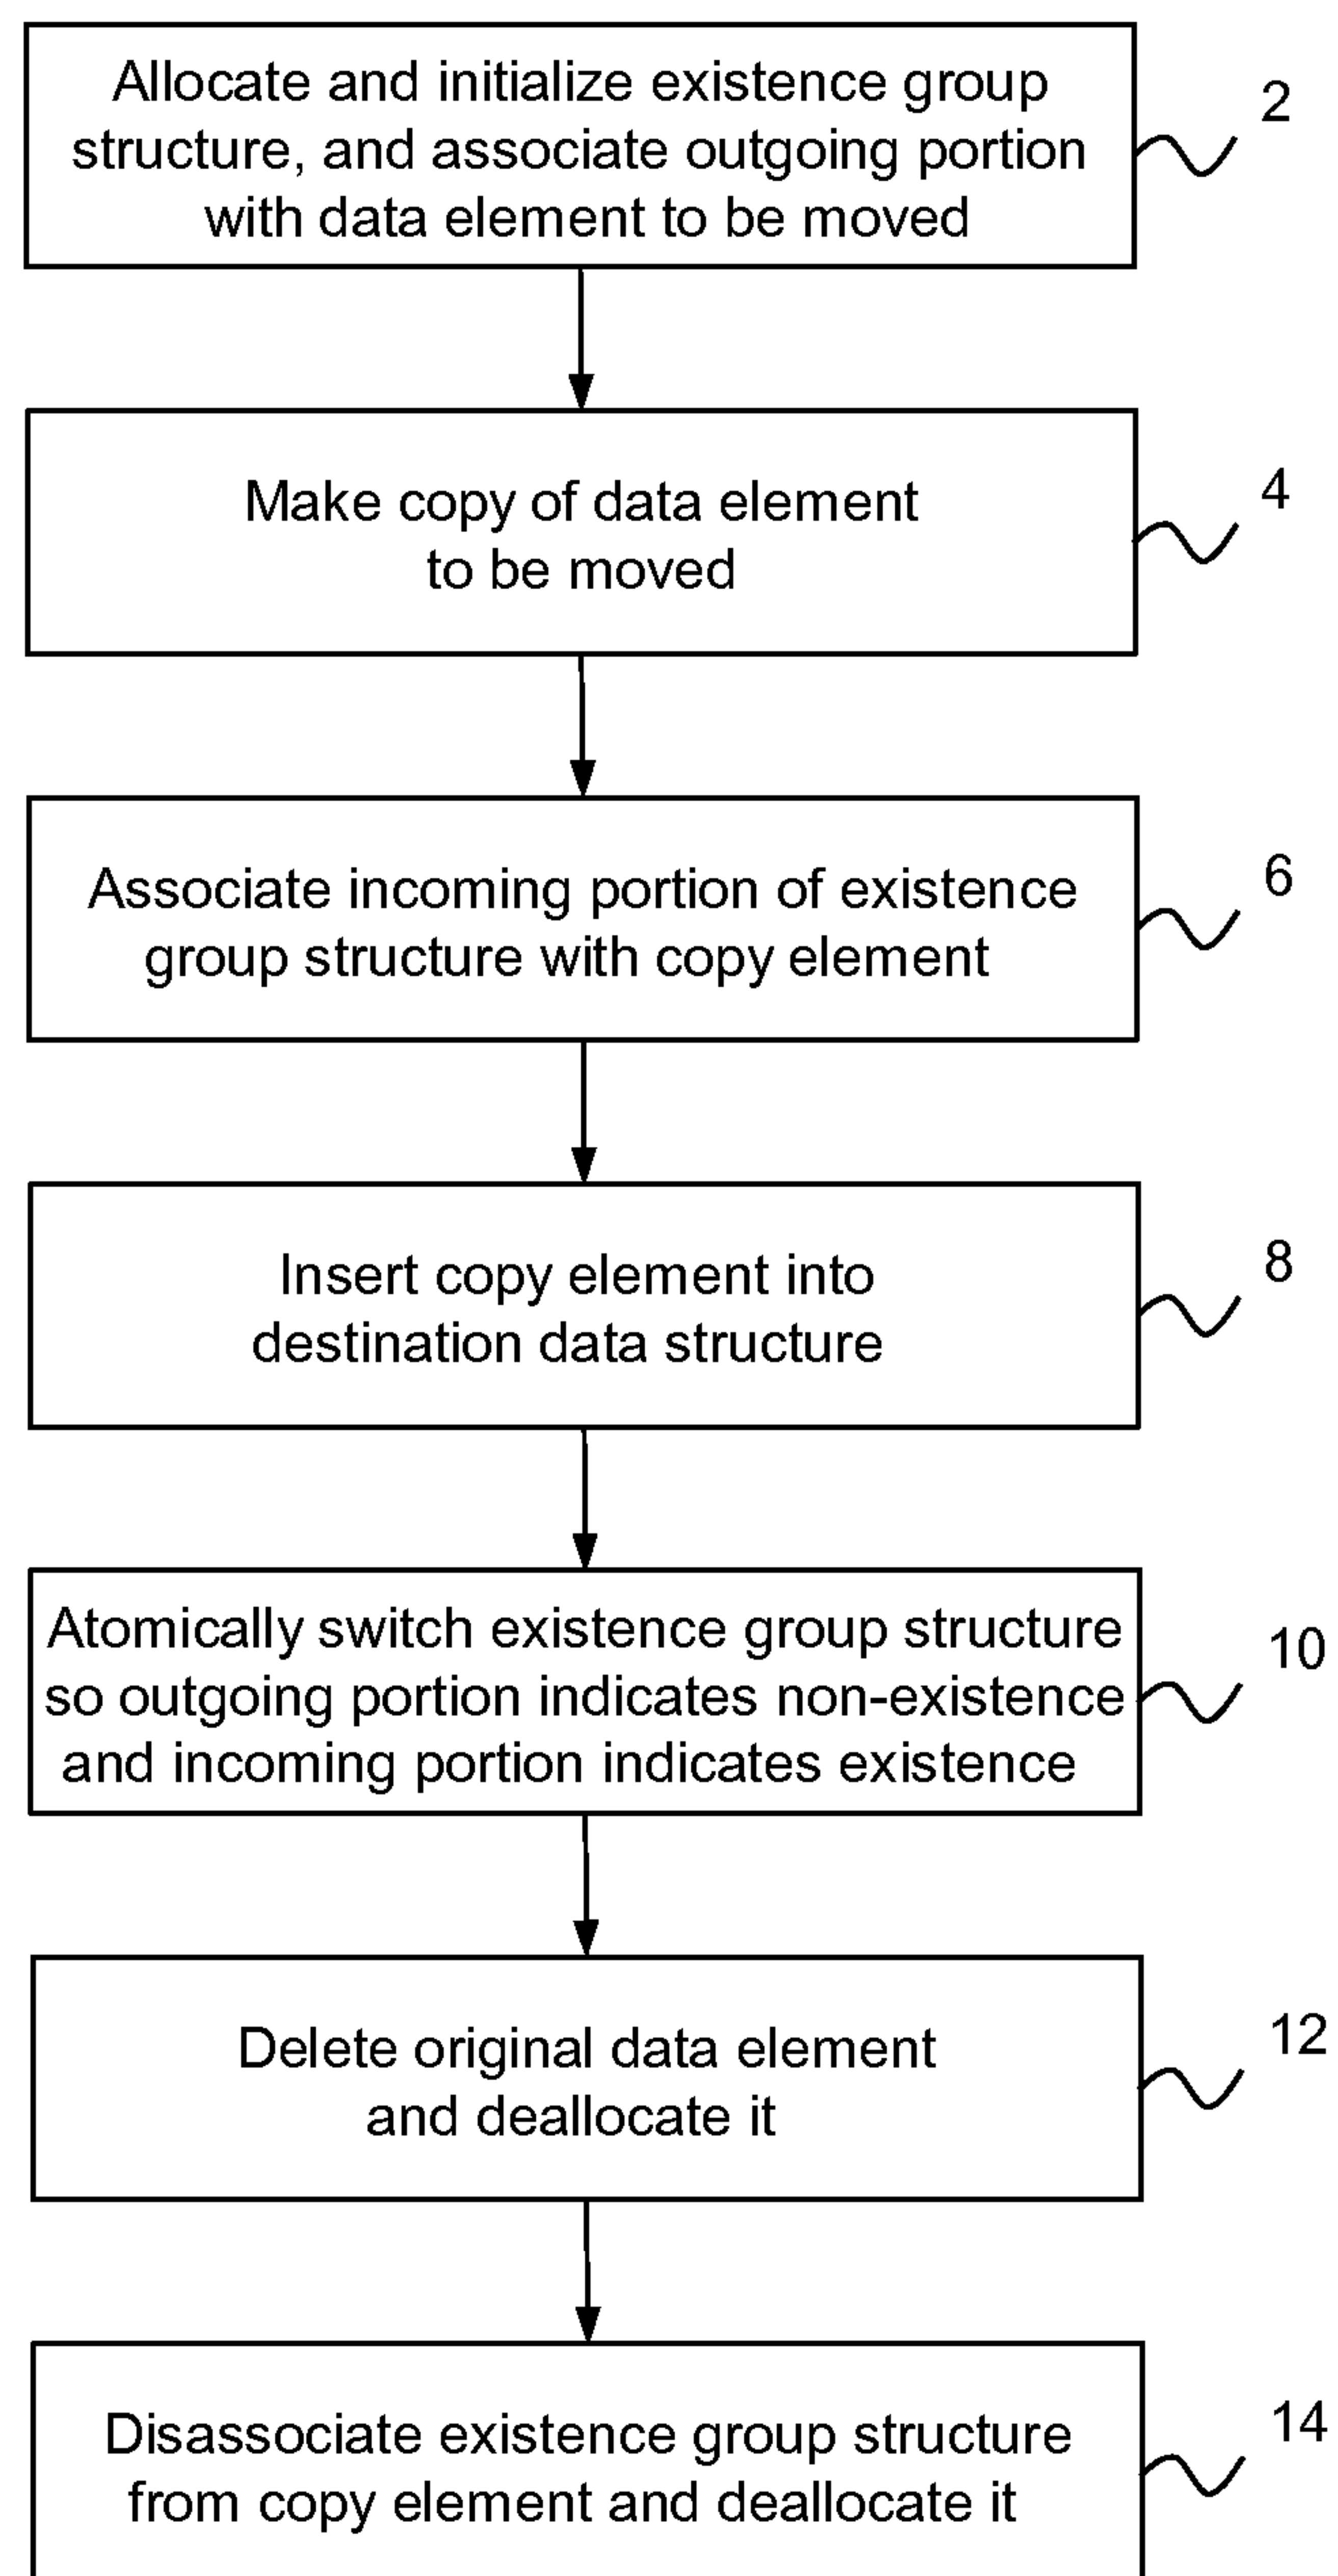 Allocate and initialize existence group
structure, and associate outgoing portion
with data element to be moved
2
Make copy of data element
to be moved
4
Associate incoming portion of existence
group structure with copy element
6
Insert copy element into
destination data structure
8
Atomically switch existence group structure
so outgoing portion indicates non-existence
and incoming portion indicates existence
10
Delete original data element
and deallocate it
12
Disassociate existence group structure
from copy element and deallocate it
14